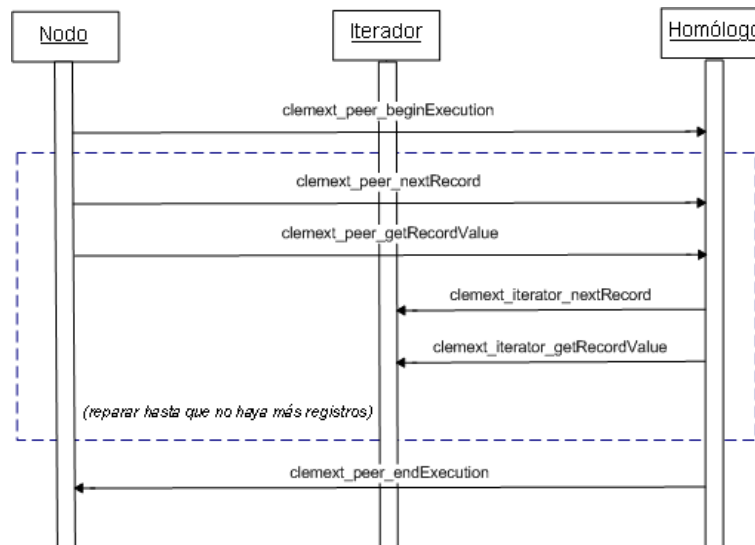 Nodo
Iterador
Homólogo
clemext_peer_beginExecution
clemext_peer_nextRecord
clemext_peer_getRecordValue
clemext_iterator_nextRecord
clemext_iterator_getRecordValue
(reparar hasta que no haya más registros)
clemext_peer_endExecution